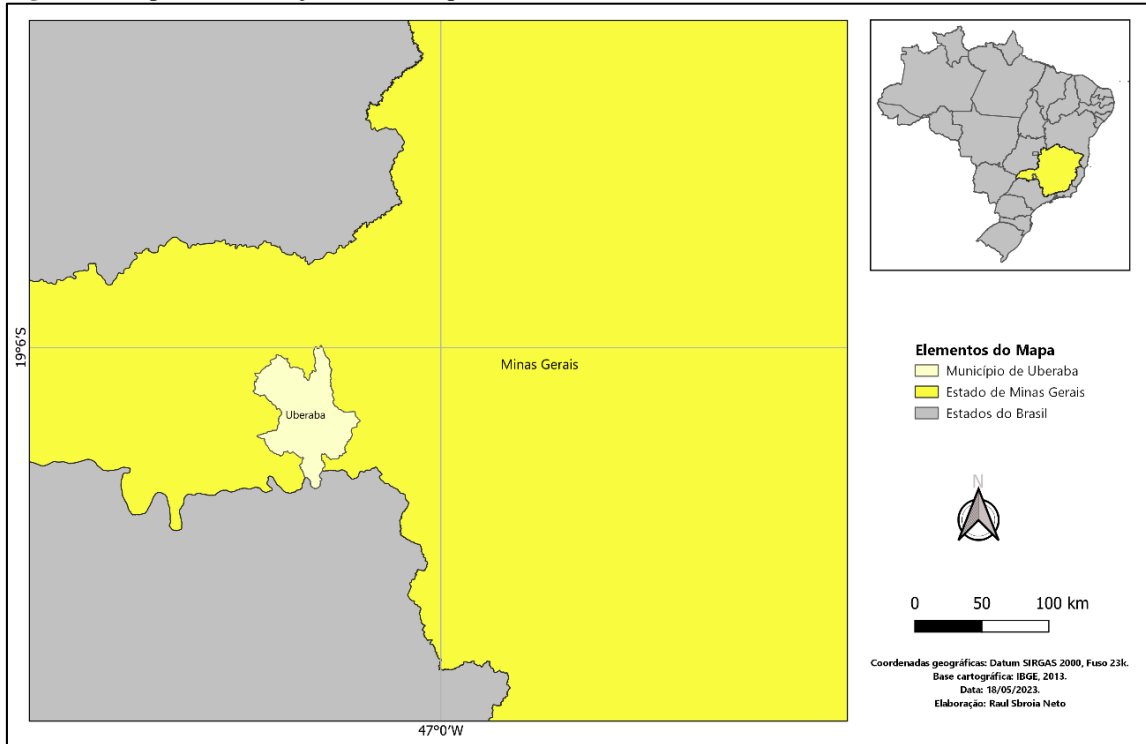 19°6'S
Minas Gerais
Uberaba
47°0'W
Elementos do Mapa
Município de Uberaba
Estado de Minas Gerais
Estados do Brasil
N
0 50 100 km
Coordenadas geográficas: Datum SIRGAS 2000, Fuso 23k.
Base cartográfica: IBGE, 2013.
Data: 18/05/2023.
Elaboração: Raul Sbroia Neto